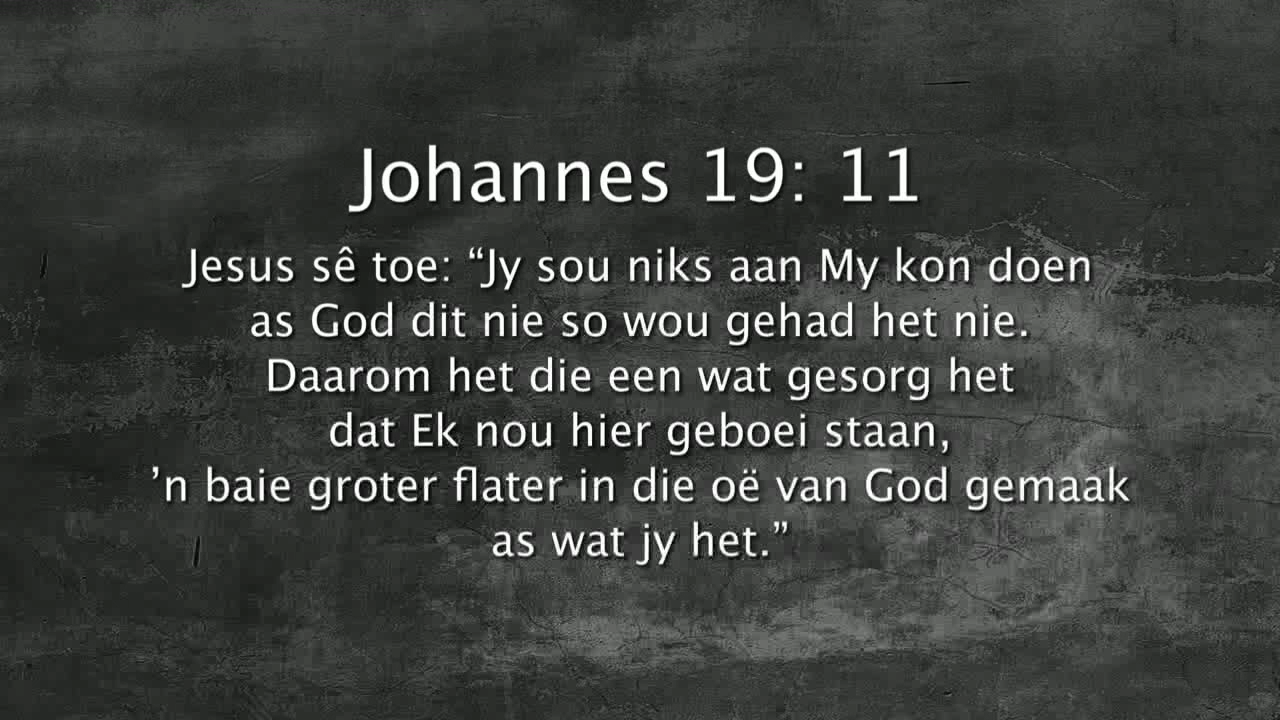 Johannes 19: 11
Jesus sê toe: “Jy sou niks aan My kon doen
as God dit nie so wou gehad het nie.
Daarom het die een wat gesorg het
dat Ek nou hier geboei staan,
’n baie groter flater in die oë van God gemaak
as wat jy het.”